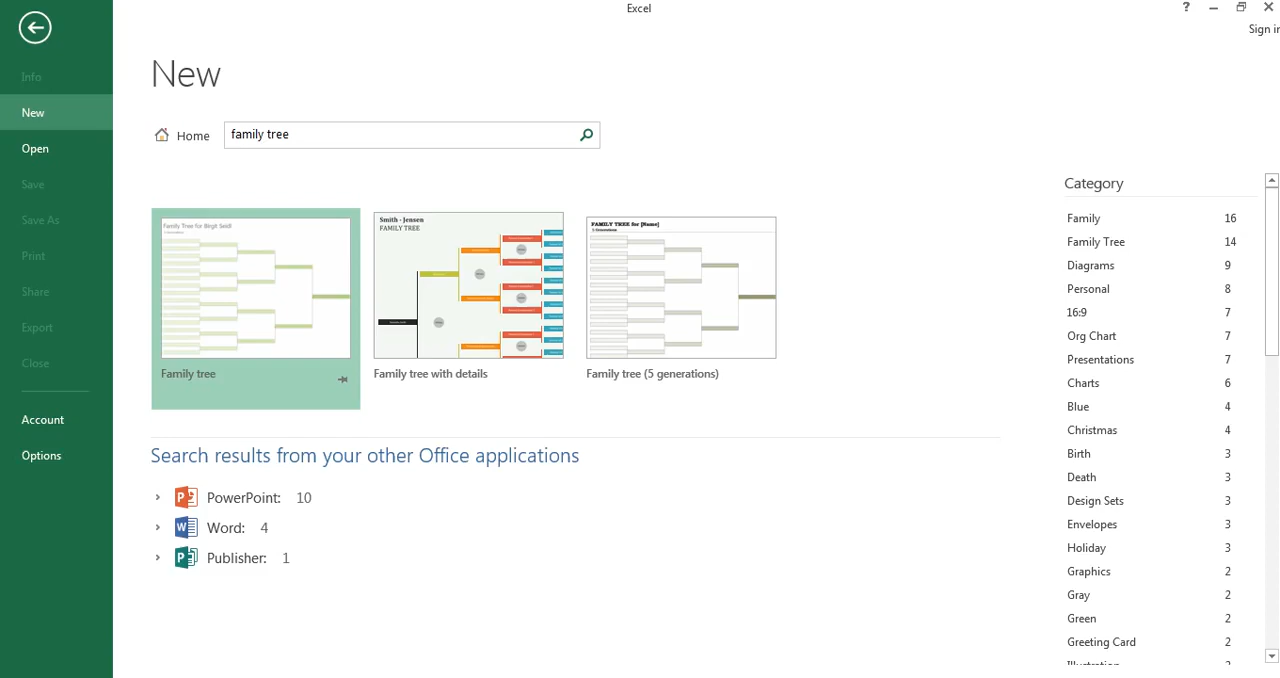 Excel
?
Sign in
Info
New
Open
Save
Save As
Print
Share
Export
Close
Account
Options
New
Home
family tree
Family Tree for Birgit Seidl
Family tree
Smith - Jensen
FAMILY TREE
Family tree with details
FAMILY TREE for [Name]
5 Generations
Family tree (5 generations)
Search results from your other Office applications
PowerPoint: 10
Word: 4
Publisher: 1
Category
Family 16
Family Tree 14
Diagrams 9
Personal 8
16:9 7
Org Chart 7
Presentations 7
Charts 6
Blue 4
Christmas 4
Birth 3
Death 3
Design Sets 3
Envelopes 3
Holiday 3
Graphics 2
Gray 2
Green 2
Greeting Card 2
Illustration 2